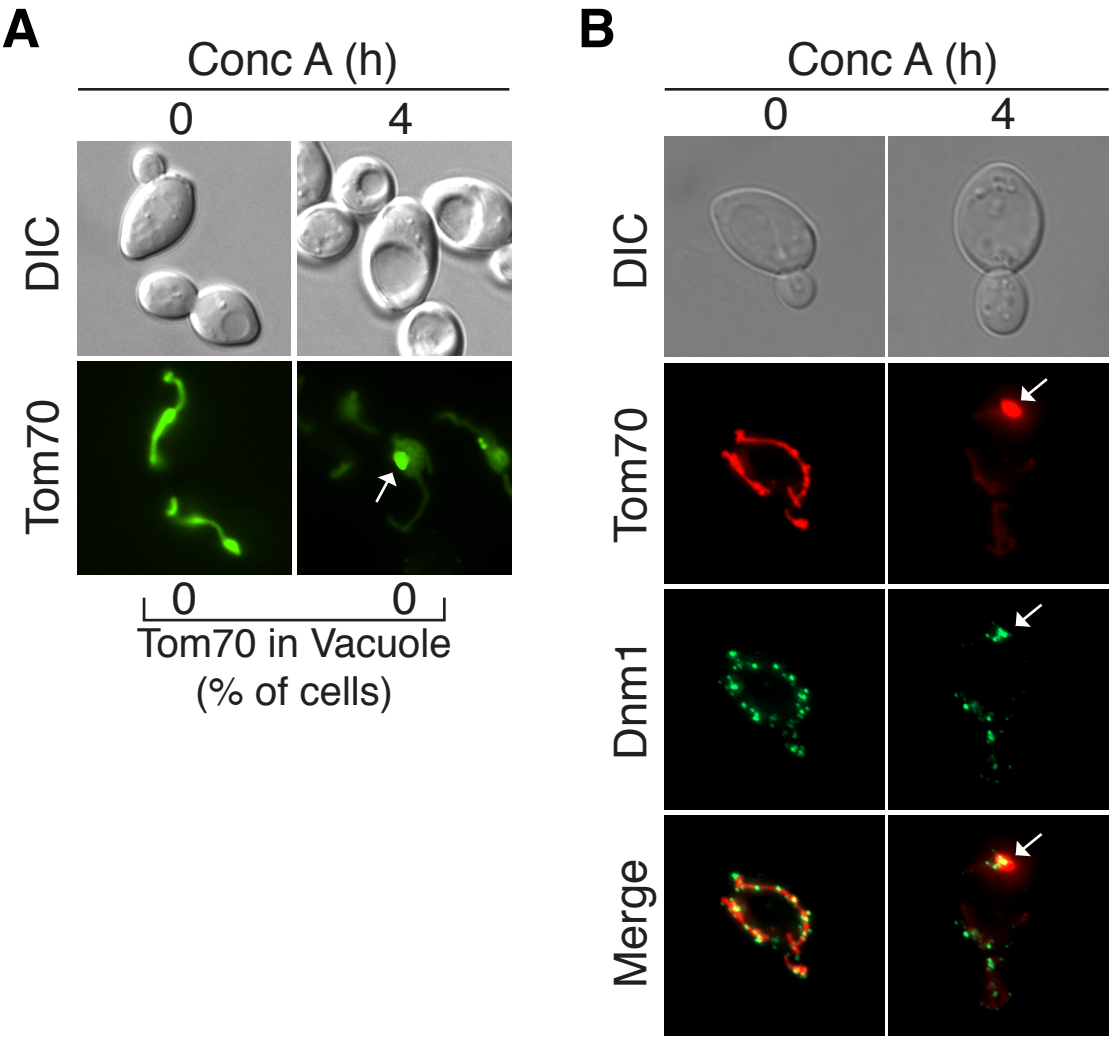 A
Conc A (h)
0 4
DIC
Tom70
0 0
Tom70 in Vacuole
(% of cells)
B
Conc A (h)
0 4
DIC
Tom70
Dnm1
Merge